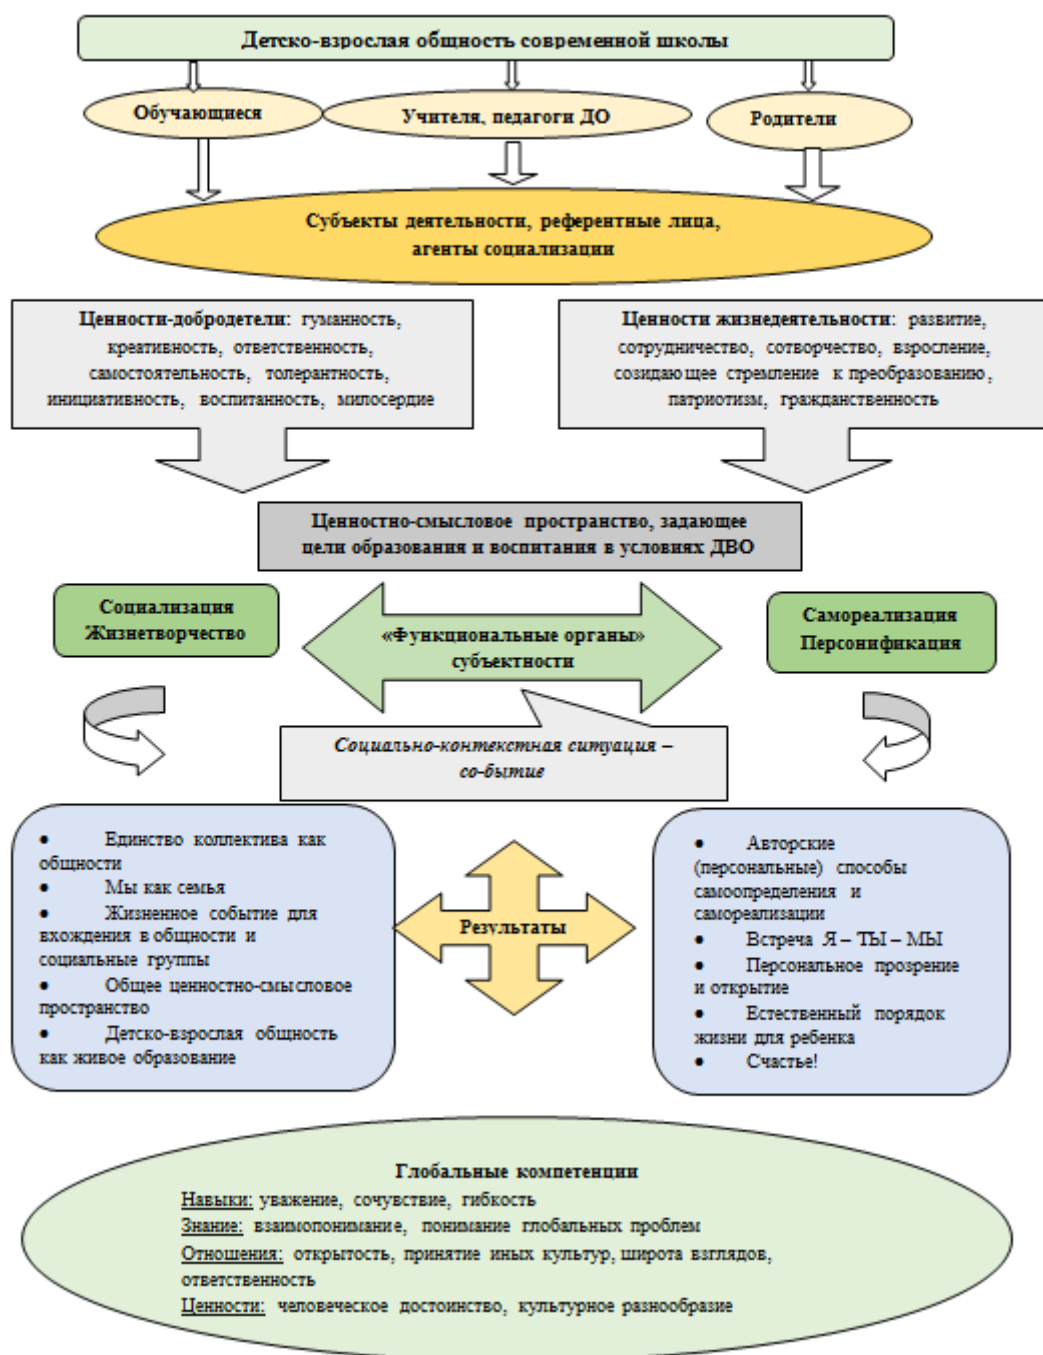 Детско-взрослая общность современной школы
Обучающиеся
Учителя, педагоги ДО
Родители
Субъекты деятельности, референтные лица,
агенты социализации
Ценности-добродетели: гуманность,
креативность, ответственность,
самостоятельность, толерантность,
инициативность, воспитанность, милосердие
Ценности жизнедеятельности: развитие,
сотрудничество, сотворчество, взросление,
созидающее стремление к преобразованию,
патриотизм, гражданственность
Ценностно-смысловое пространство, задающее
цели образования и воспитания в условиях ДВО
Социализация
Жизнетворчество
«Функциональные органы»
субъектности
Самореализация
Персонификация
Социально-контекстная ситуация –
со-бытие
• Единство коллектива как
общности
• Мы как семья
• Жизненное событие для
вхождения в общности и
социальные группы
• Общее ценностно-смысловое
пространство
• Детско-взрослая общность
как живое образование
Результаты
• Авторские
(персональные) способы
самоопределения и
самореализации
• Встреча Я – ТЫ – МЫ
• Персональное прозрение
и открытие
• Естественный порядок
жизни для ребенка
• Счастье!
Глобальные компетенции
Навыки: уважение, сочувствие, гибкость
Знание: взаимопонимание, понимание глобальных проблем
Отношения: открытость, принятие иных культур, широта взглядов,
ответственность
Ценности: человеческое достоинство, культурное разнообразие